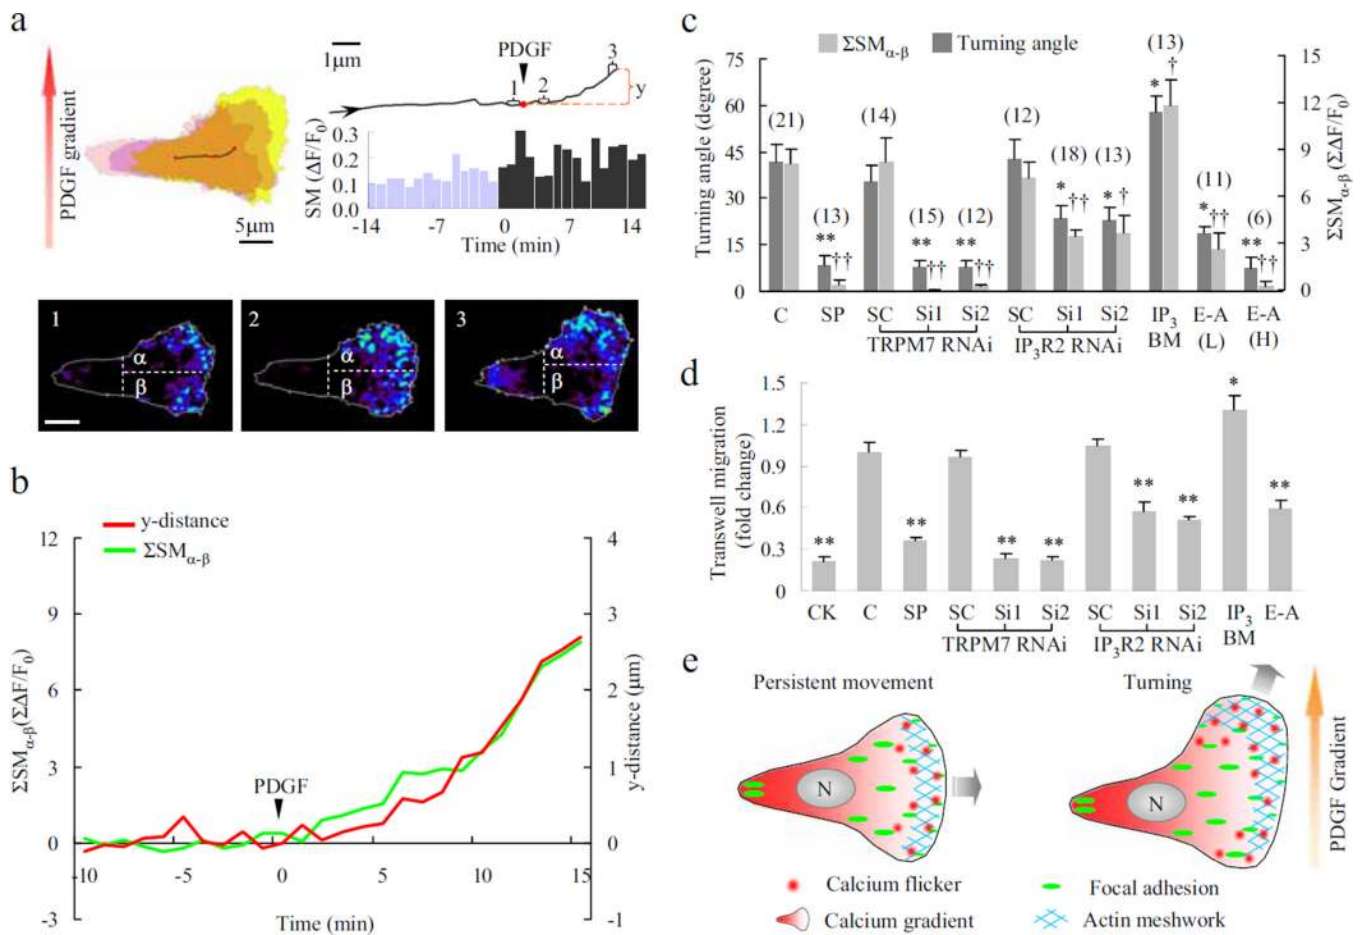 a
PDGF gradient
5μm
1μm
PDGF
1
2
3
y
SM (ΔF/F₀)
0.3
0.2
0.1
0.0
-14 -7 0 7 14
Time (min)
1
α
β
2
α
β
3
α
β
b
y-distance
ΣSMα-β
12
9
6
3
0
-3
4
3
2
1
0
-1
PDGF
-10 -5 0 5 10 15
ΣSMα-β(ΣΔF/F₀)
y-distance (μm)
Time (min)
c
ΣSMα-β Turning angle
75
60
45
30
15
0
15
12
9
6
3
0
Turning angle (degree)
ΣSMα-β (ΣΔF/F₀)
(21) (13) (14) (15) (12) (12) (18) (13) (13) (11) (6)
** †† ** †† ** †† * †† * † * † * †† ** ††
C SP SC Si1 Si2 SC Si1 Si2 IP₃ BM E-A (L) E-A (H)
TRPM7 RNAi IP₃R2 RNAi
d
Transwell migration
(fold change)
1.5
1.2
0.9
0.6
0.3
0
** ** ** ** ** ** * **
CK C SP SC Si1 Si2 SC Si1 Si2 IP₃ BM E-A
TRPM7 RNAi IP₃R2 RNAi
e
Persistent movement
Turning
N
N
PDGF Gradient
Calcium flicker
Focal adhesion
Calcium gradient
Actin meshwork